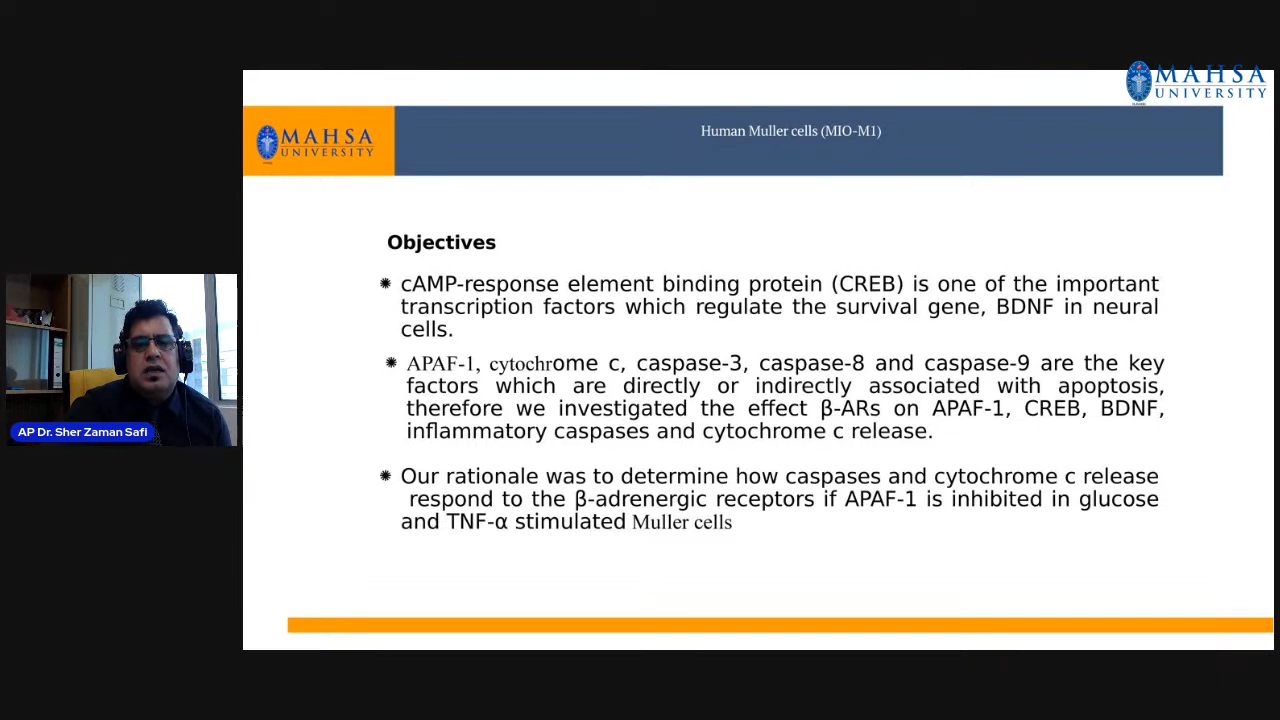 MAHSA
UNIVERSITY
MAHSA
UNIVERSITY
Human Muller cells (MIO-M1)
Objectives
cAMP-response element binding protein (CREB) is one of the important
transcription factors which regulate the survival gene, BDNF in neural
cells.
APAF-1, cytochrome c, caspase-3, caspase-8 and caspase-9 are the key
factors which are directly or indirectly associated with apoptosis,
therefore we investigated the effect β-ARs on APAF-1, CREB, BDNF,
inflammatory caspases and cytochrome c release.
Our rationale was to determine how caspases and cytochrome c release
respond to the β-adrenergic receptors if APAF-1 is inhibited in glucose
and TNF-α stimulated Muller cells
AP Dr. Sher Zaman Safi